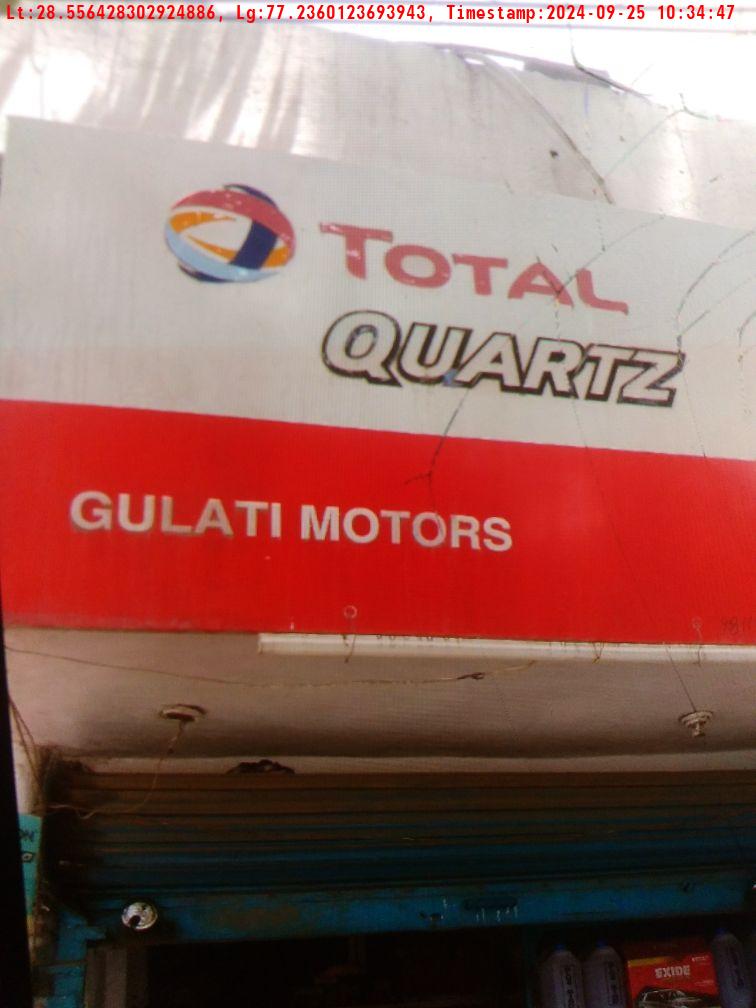 Lt:28.556428302924886, Lg:77.2360123693943, Timestamp:2024-09-25 10:34:47
TOTAL
QUARTZ
GULATI MOTORS
EXIDE